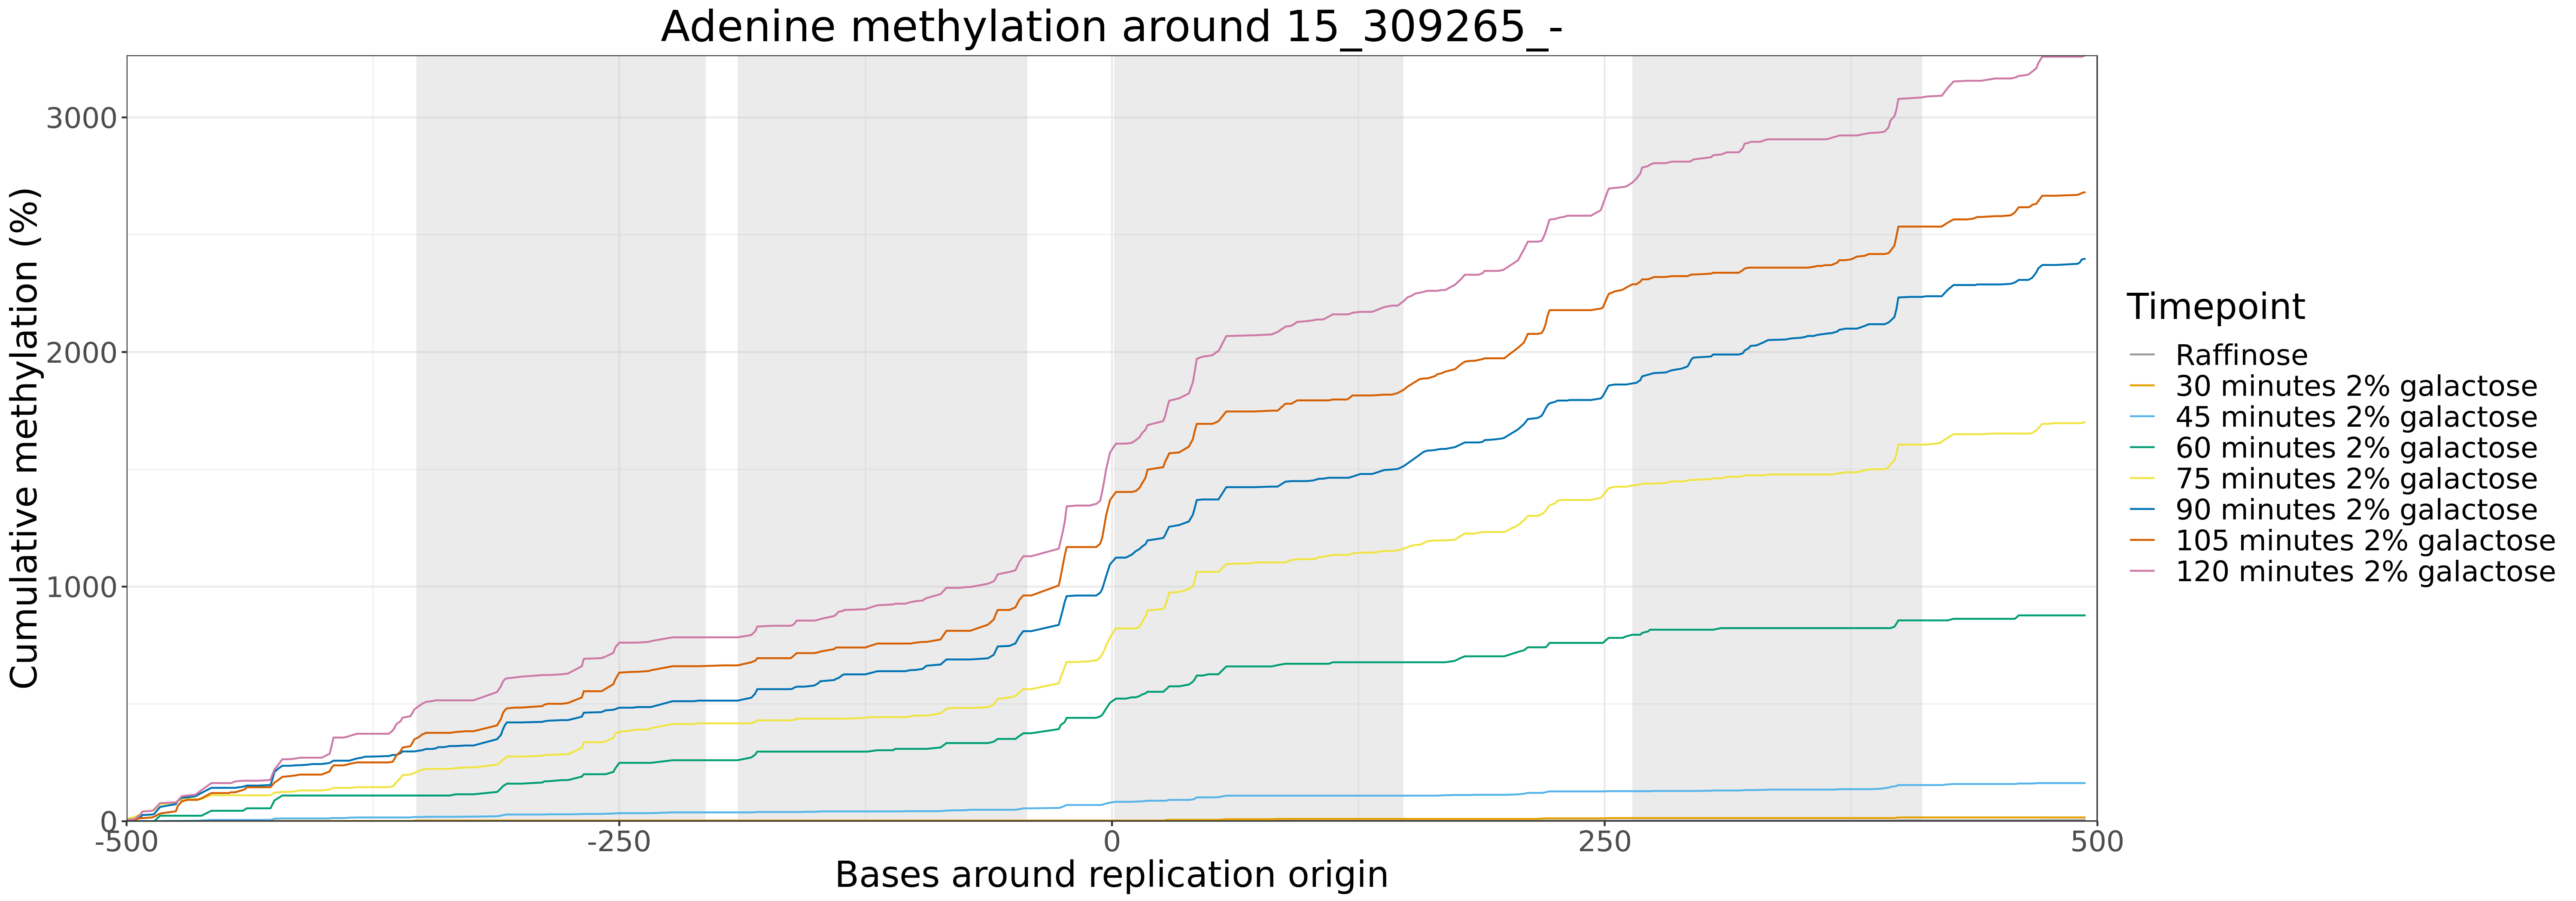 Adenine methylation around 15_309265_-
Cumulative methylation (%)
3000
2000
1000
0
-500
-250
0
250
500
Bases around replication origin
Timepoint
Raffinose
30 minutes 2% galactose
45 minutes 2% galactose
60 minutes 2% galactose
75 minutes 2% galactose
90 minutes 2% galactose
105 minutes 2% galactose
120 minutes 2% galactose